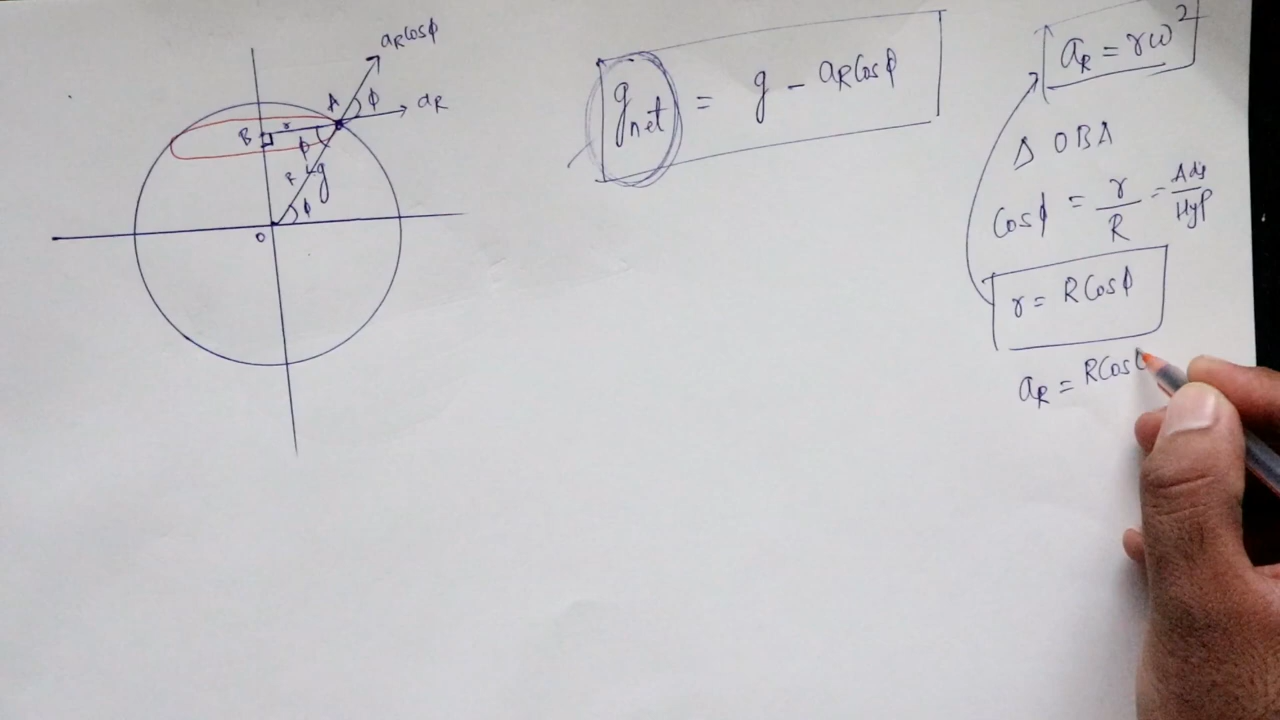 aRcosϕ
A
ϕ
aR
B
r
ϕ
R
g
ϕ
O
gnet = g - aRcosϕ
aR = rω²
Δ OBA
Cosϕ = r/R = Adj/Hyp
r = RCosϕ
aR = RCos